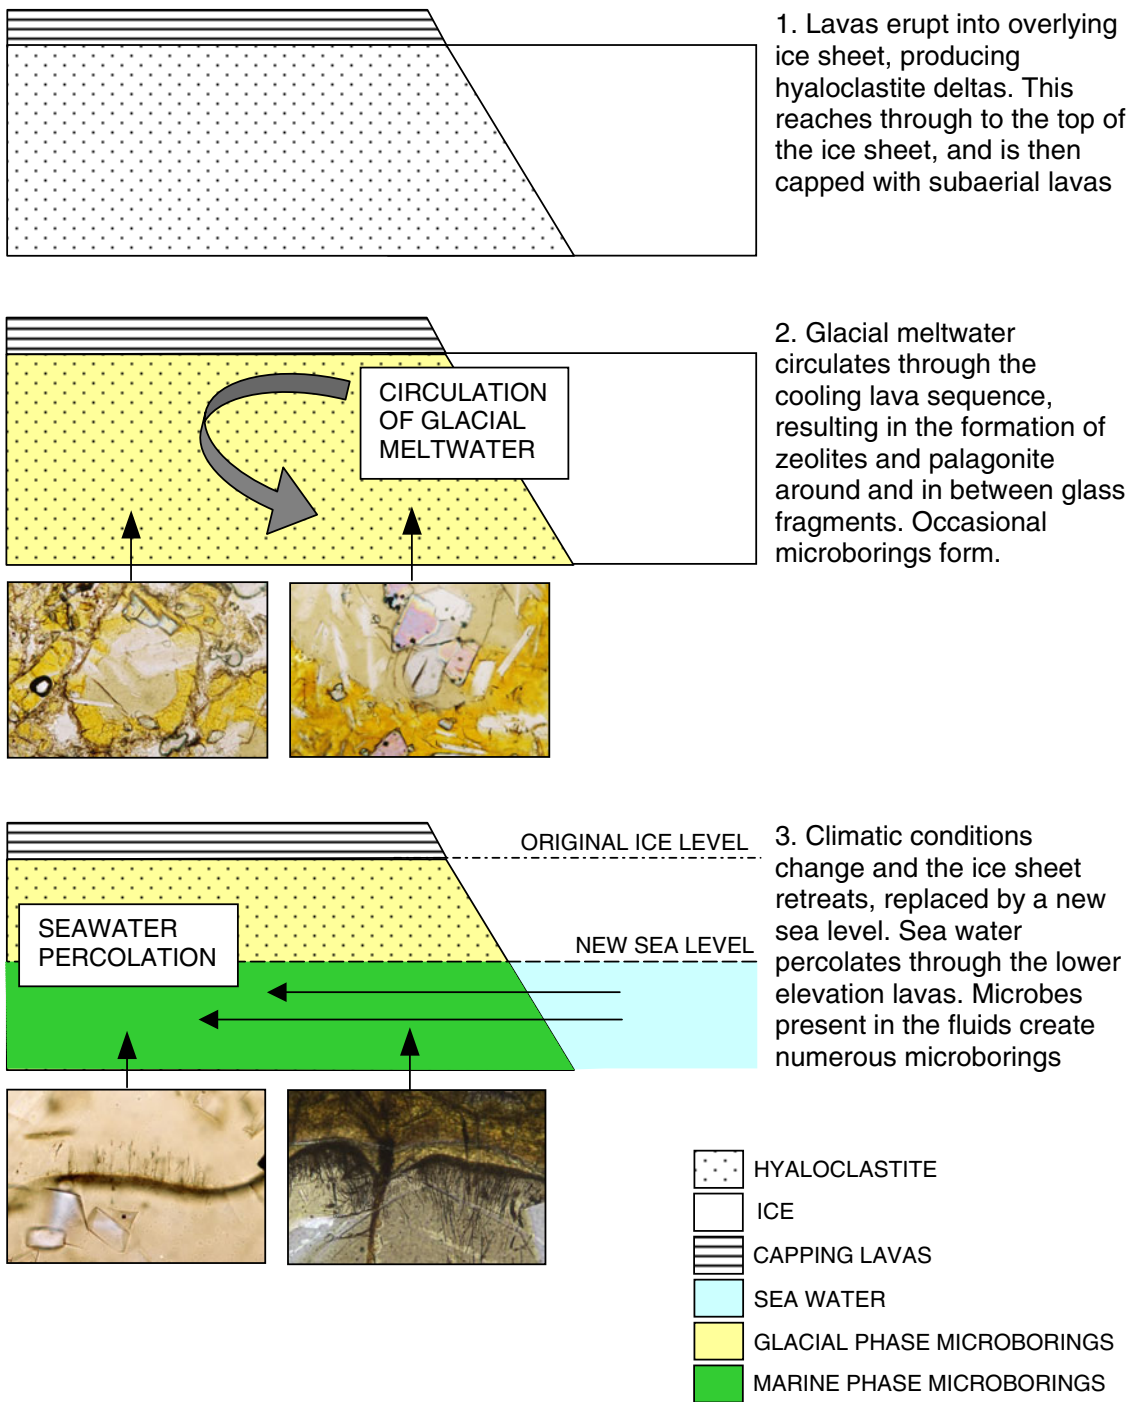 1. Lavas erupt into overlying
ice sheet, producing
hyaloclastite deltas. This
reaches through to the top of
the ice sheet, and is then
capped with subaerial lavas
CIRCULATION
OF GLACIAL
MELTWATER
2. Glacial meltwater
circulates through the
cooling lava sequence,
resulting in the formation of
zeolites and palagonite
around and in between glass
fragments. Occasional
microborings form.
ORIGINAL ICE LEVEL
SEAWATER
PERCOLATION
NEW SEA LEVEL
3. Climatic conditions
change and the ice sheet
retreats, replaced by a new
sea level. Sea water
percolates through the lower
elevation lavas. Microbes
present in the fluids create
numerous microborings
HYALOCLASTITE
ICE
CAPPING LAVAS
SEA WATER
GLACIAL PHASE MICROBORINGS
MARINE PHASE MICROBORINGS